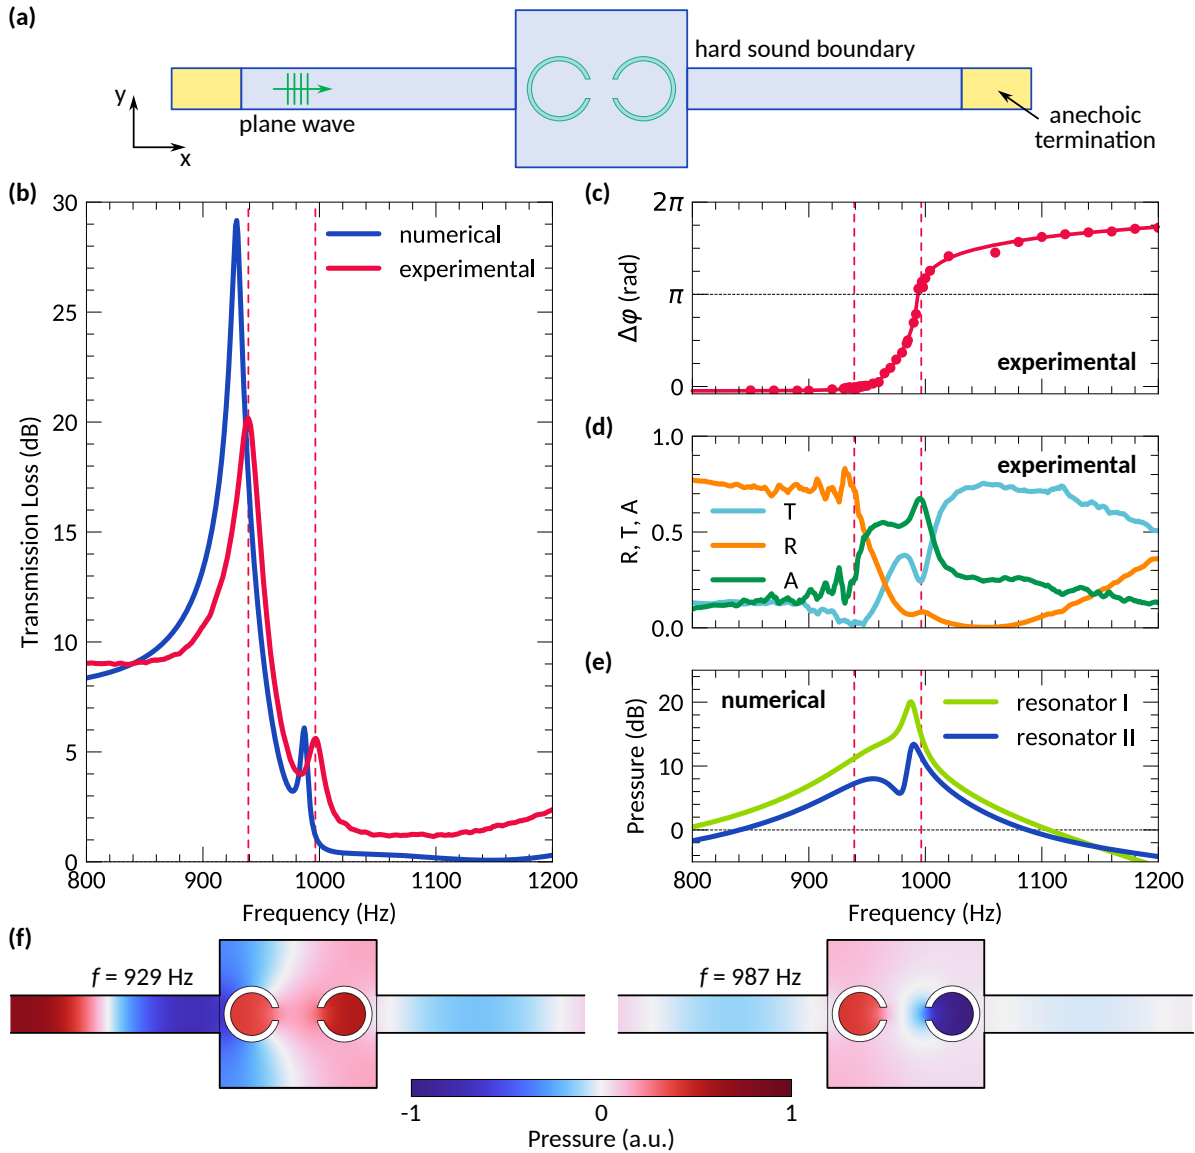 (a)
hard sound boundary
y
plane wave
x
anechoic
termination
(b)
30
25
20
15
10
5
0
Transmission Loss (dB)
numerical
experimental
800
900
1000
1100
1200
Frequency (Hz)
(c)
2π
π
0
Δφ (rad)
experimental
(d)
1.0
0.5
0.0
R, T, A
experimental
T
R
A
(e)
20
10
0
Pressure (dB)
numerical
resonator I
resonator II
800
900
1000
1100
1200
Frequency (Hz)
(f)
f = 929 Hz
f = 987 Hz
-1
0
1
Pressure (a.u.)